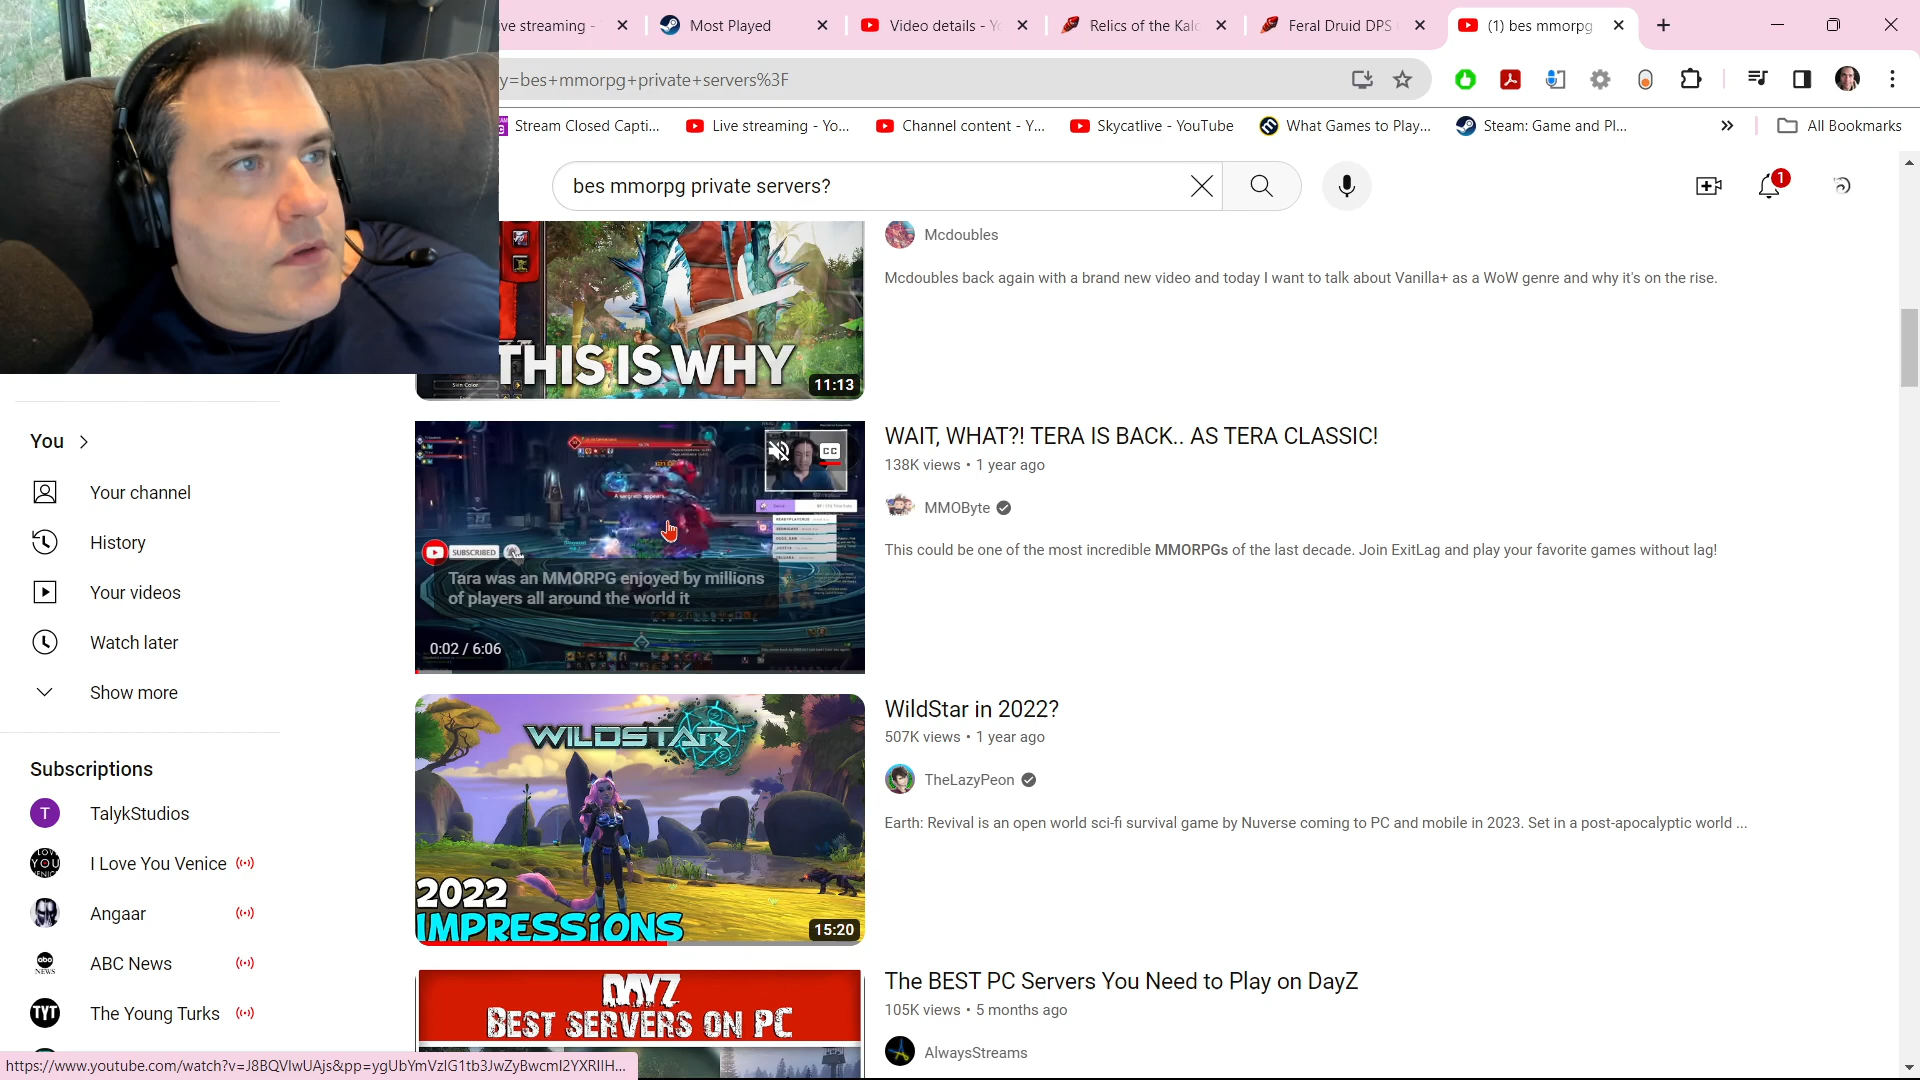 ive streaming -
Most Played
Video details - Yo
Relics of the Kalc
Feral Druid DPS
(1) bes mmorpg
y=bes+mmorpg+private+servers%3F
Stream Closed Capti...
Live streaming - Yo...
Channel content - Y...
Skycatlive - YouTube
What Games to Play...
Steam: Game and Pl...
All Bookmarks
bes mmorpg private servers?
1
Mcdoubles
Mcdoubles back again with a brand new video and today I want to talk about Vanilla+ as a WoW genre and why it's on the rise.
THIS IS WHY
Skin Color
11:13
You
Your channel
History
Your videos
Watch later
Show more
Subscriptions
T TalykStudios
I Love You Venice
Angaar
abc NEWS ABC News
TYT The Young Turks
WAIT, WHAT?! TERA IS BACK.. AS TERA CLASSIC!
138K views • 1 year ago
MMOByte
This could be one of the most incredible MMORPGs of the last decade. Join ExitLag and play your favorite games without lag!
CC
SUBSCRIBED
Tara was an MMORPG enjoyed by millions
of players all around the world it
0:02 / 6:06
WildStar in 2022?
507K views • 1 year ago
TheLazyPeon
Earth: Revival is an open world sci-fi survival game by Nuverse coming to PC and mobile in 2023. Set in a post-apocalyptic world ...
WILDSTAR
2022
IMPRESSIONS
15:20
The BEST PC Servers You Need to Play on DayZ
105K views • 5 months ago
AlwaysStreams
DAYZ
BEST SERVERS ON PC
https://www.youtube.com/watch?v=J8BQVIwUAjs&pp=ygUbYmVzIG1tb3JwZyBwcml2YXRlIH...